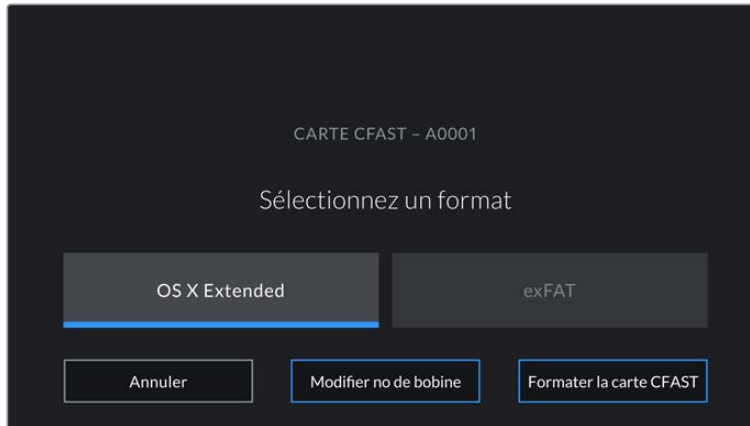 CARTE CFAST – A0001
Sélectionnez un format
OS X Extended
exFAT
Annuler
Modifier no de bobine
Formater la carte CFAST